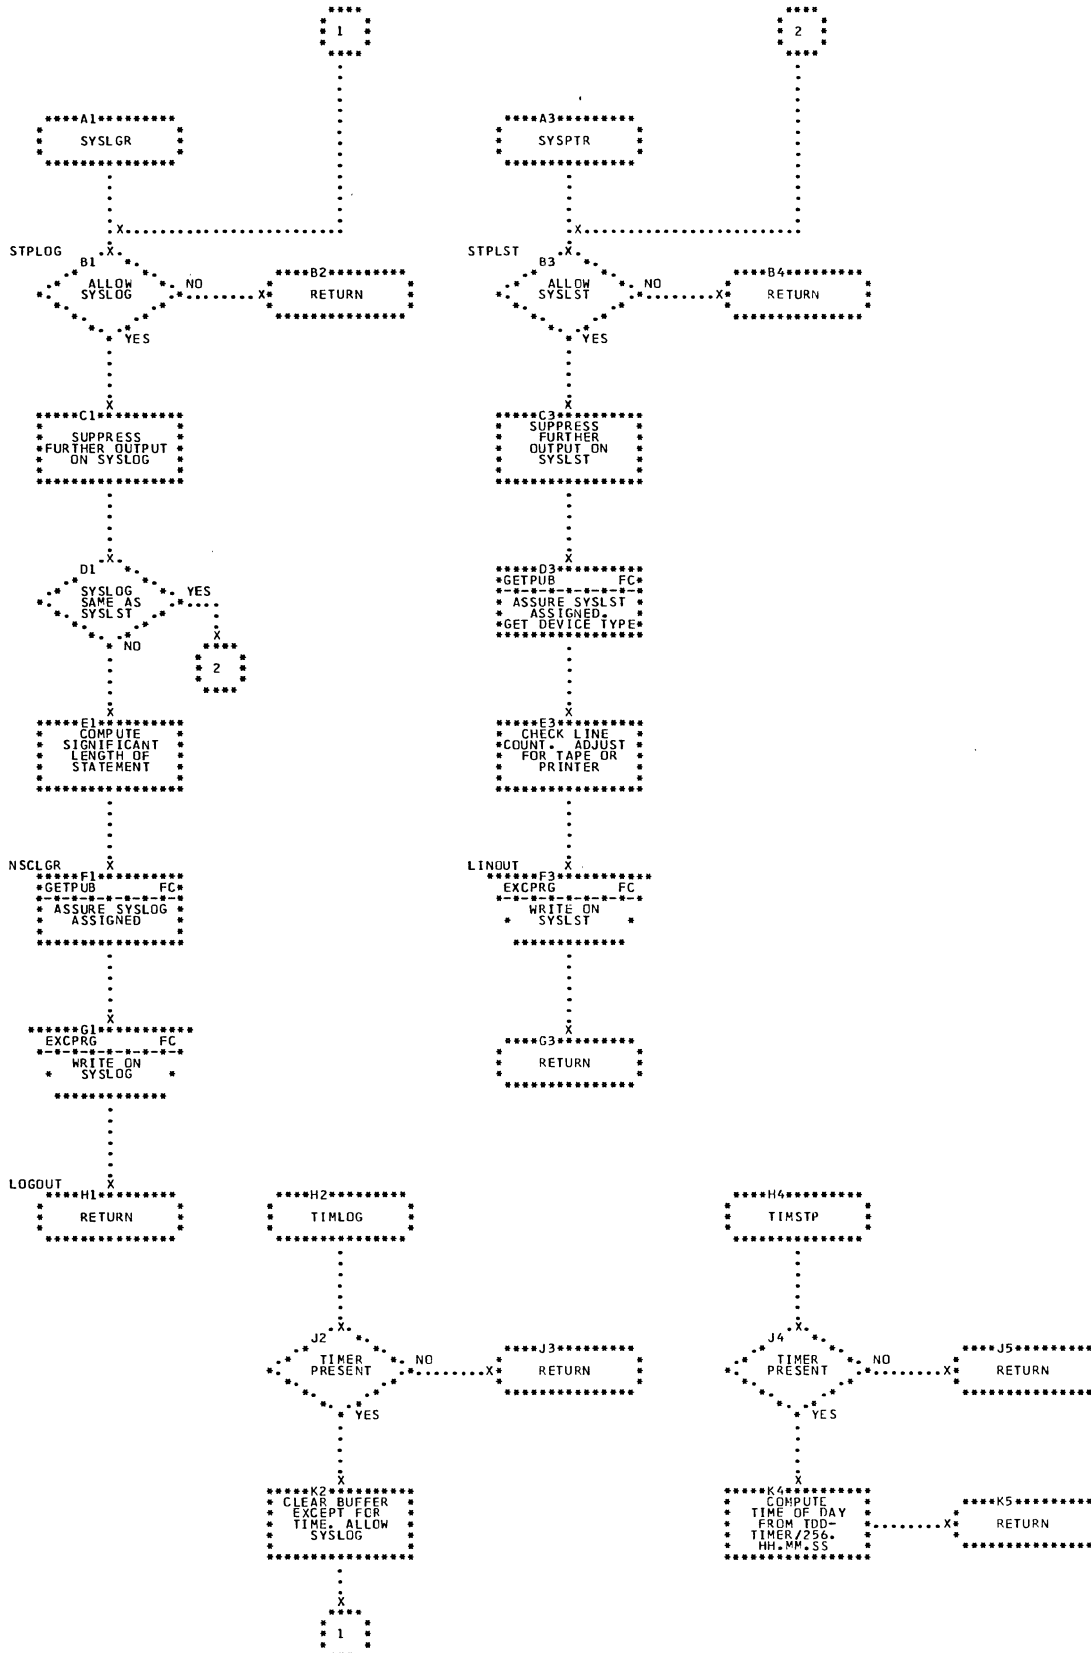 1
2
A1
SYSLGR
A3
SYSPTR
STPLOG
B1
ALLOW
SYSLOG
NO
B2
RETURN
YES
STPLST
B3
ALLOW
SYSLST
NO
B4
RETURN
YES
C1
SUPPRESS
FURTHER OUTPUT
ON SYSLOG
C3
SUPPRESS
FURTHER
OUTPUT ON
SYSLST
D1
SYSLOG
SAME AS
SYSLST
YES
NO
2
D3
GETPUB FC
ASSURE SYSLST
ASSIGNED.
GET DEVICE TYPE
E1
COMPUTE
SIGNIFICANT
LENGTH OF
STATEMENT
E3
CHECK LINE
COUNT. ADJUST
FOR TAPE OR
PRINTER
NSCLGR
F1
GETPUB FC
ASSURE SYSLOG
ASSIGNED
LINOUT
F3
EXCPRG FC
WRITE ON
SYSLST
G1
EXCPRG FC
WRITE ON
SYSLOG
G3
RETURN
LOGOUT
H1
RETURN
H2
TIMLOG
H4
TIMSTP
J2
TIMER
PRESENT
NO
J3
RETURN
YES
J4
TIMER
PRESENT
NO
J5
RETURN
YES
K2
CLEAR BUFFER
EXCEPT FOR
TIME. ALLOW
SYSLOG
K4
COMPUTE
TIME OF DAY
FROM TDD-
TIMER/256.
HH.MM.SS
K5
RETURN
1